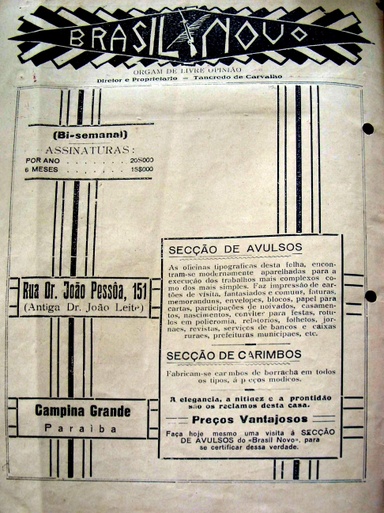 BRASIL NOVO
ORGAM DE LIVRE OPINIÃO
Diretor e Proprietario — Tancredo de Carvalho
(Bi-semanal)
ASSINATURAS:
POR ANO . . . . . . . 20$000
6 MESES . . . . . . . 15$000
Rua Dr. João Pessôa, 151
(Antiga Dr. João Leite)
Campina Grande
Paraiba
SECÇÃO DE AVULSOS
As oficinas tipograficas desta folha, encon-
tram-se modernamente aparelhadas para a
execução dos trabalhos mais complexos co-
mo dos mais simples. Faz impressão de car-
tões de visita, fantasiados e comuns, faturas,
memoranduns, envelopes, blocos, papel para
cartas, participações de noivados, casamen-
tos, nascimentos, convites para festas, rotu-
los em policromia, relatorios, folhetos, jor-
naes, revistas, serviços de bancos e caixas
ruraes, prefeituras municipaes, etc.
SECÇÃO DE CARIMBOS
Fabricam-se carimbos de borracha em todos
os tipos, á preços modicos.
A elegancia, a nitidez e a prontidão
são os reclamos desta casa.
Preços Vantajosos
Faça hoje mesmo uma visita á SECÇÃO
DE AVULSOS do «Brasil Novo», para
se certificar dessa verdade.